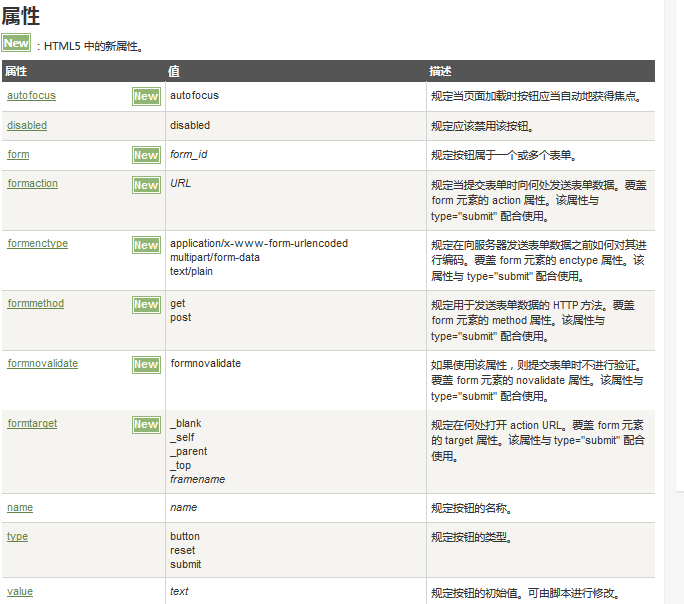 属性
New : HTML5 中的新属性。
属性 值 描述
autofocus New autofocus 规定当页面加载时按钮应当自动地获得焦点。
disabled disabled 规定应该禁用该按钮。
form New form_id 规定按钮属于一个或多个表单。
formaction New URL 规定当提交表单时向何处发送表单数据。覆盖
form 元素的 action 属性。该属性与
type="submit" 配合使用。
formenctype New application/x-www-form-urlencoded 规定在向服务器发送表单数据之前如何对其进
multipart/form-data 行编码。覆盖 form 元素的 enctype 属性。该
text/plain 属性与 type="submit" 配合使用。
formmethod New get 规定用于发送表单数据的 HTTP 方法。覆盖
post form 元素的 method 属性。该属性与
type="submit" 配合使用。
formnovalidate New formnovalidate 如果使用该属性，则提交表单时不进行验证。
覆盖 form 元素的 novalidate 属性。该属性与
type="submit" 配合使用。
formtarget New _blank 规定在何处打开 action URL。覆盖 form 元素
_self 的 target 属性。该属性与 type="submit" 配合
_parent 使用。
_top
framename
name name 规定按钮的名称。
type button 规定按钮的类型。
reset
submit
value text 规定按钮的初始值。可由脚本进行修改。